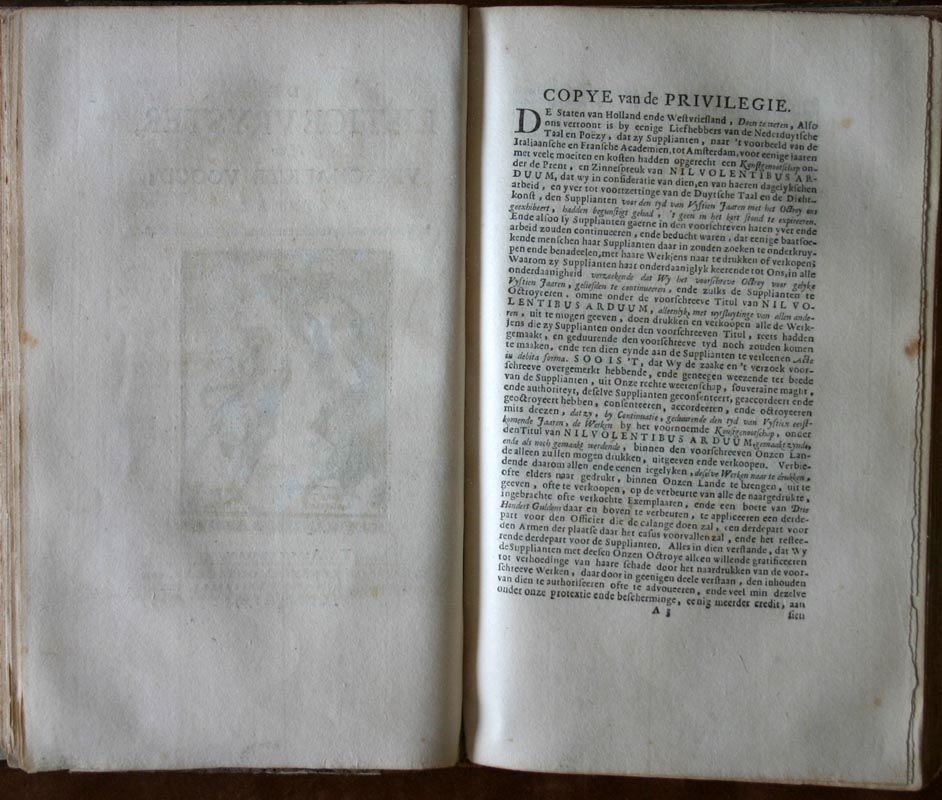 COPYE van de PRIVILEGIE.
DE Staten van Holland ende Westvriesland, Doen te weten, Alſo
ons vertoont is by eenige Liefhebbers van de Nederduytſche
Taal en Poëzy, dat zy Supplianten, naar 't voorbeeld van de
Italiaanſche en Franſche Academien, tot Amſterdam, voor eenige jaaren
met veele moeiten en koſten hadden opgerecht een Konſtgenootſchap on-
der de Prent, en Zinneſpreuk van NIL VOLENTIBUS AR-
DUUM, dat wy in conſideratie van dien, en van haeren dagelykſchen
arbeid, en yver tot voortzettinge van de Duytſche Taal en de Dicht-
konſt, den Supplianten voor den tyd van Vyftien Jaaren met het Octroy ons
geexhibeert, hadden begunſtigt gehad, 't geen in het kort ſtond te expireeren.
Ende alſoo ſy Supplianten gaerne in den voorſchreven haren yver ende
arbeid zouden continueeren, ende beducht waren, dat eenige baatſoe-
kende menſchen haar Supplianten daar in zouden zoeken te onderkruy-
pen ende benadeelen, met haare Werkjens naar te drukken of verkopen;
Waarom zy Supplianten haar onderdaaniglyk keerende tot Ons, in alle
onderdaanigheid verzoekende dat Wy het voorſchreve Octroy voor gelyke
Vyftien Jaaren, geliefden te continueeren, ende zulks de Supplianten te
Octroyeeren. omme onder de voorſchreeve Titul van NIL VO-
LENTIBUS ARDUUM, alleenlyk met uytſluytinge van allen ande-
ren, uit te mogen geeven, doen drukken en verkoopen alle de Werk-
jens die zy Supplianten onder den voorſchreeven Titul, reets hadden
gemaakt, en geduurende den voorſchreeve tyd noch zouden komen
te maaken, ende ten dien eynde aan de Supplianten te verleenen Acte
in debita forma. SOO IS 'T, dat Wy de zaake en 't verzoek voor-
ſchreeve overgemerkt hebbende, ende geneegen weezende ter beede
van de Supplianten, uit Onze rechte weetenſchap, ſouveraine magt,
ende authoriteyt, deſelve Supplianten geconſenteert, geaccordeert ende
geoctroyeert hebben, conſenteeren, accordeeren, ende octroyeeren
mits dezen, dat zy, by Continuatie, geduurende den tyd van Vyftien eerſt-
komende Jaaren, de Werken by het voornoemde Konſtgenootſchap, onder
den Titul van NIL VOLENTIBUS ARDUUM, gemaakt zynde,
ende als noch gemaakt werdende, binnen den voorſchreeven Onzen Lan-
de alleen zullen mogen drukken, uitgeeven ende verkoopen. Verbie-
dende daarom allen ende eenen iegelyken, deſelve Werken naar te drukken,
ofte elders naar gedrukt, binnen Onzen Lande te brengen, uit te
geeven, ofte te verkoopen, op de verbeurte van alle de naargedrukte,
ingebrachte ofte verkochte Exemplaaren, ende een boete van Drie
Hondert Guldens daar en boven te verbeuren, te appliceeren een derde-
part voor den Officier die de calange doen zal, een derdepart voor
den Armen der plaatſe daar het caſus voorvallen zal, ende het reſtee-
rende derdepart voor de Supplianten. Alles in dien verſtande, dat Wy
de Supplianten met deeſen Onzen Octroye alleen willende gratificeeren
tot verhoedinge van haare ſchade door het naardrukken van de voor-
ſchreeve Werken, daar door in geenigen deele verſtaan, den inhouden
van dien te authoriſeeren ofte te advoueeren, ende veel min dezelve
onder onze protextie ende beſcherminge, eenig meerder credit, aan
A 3
ſien